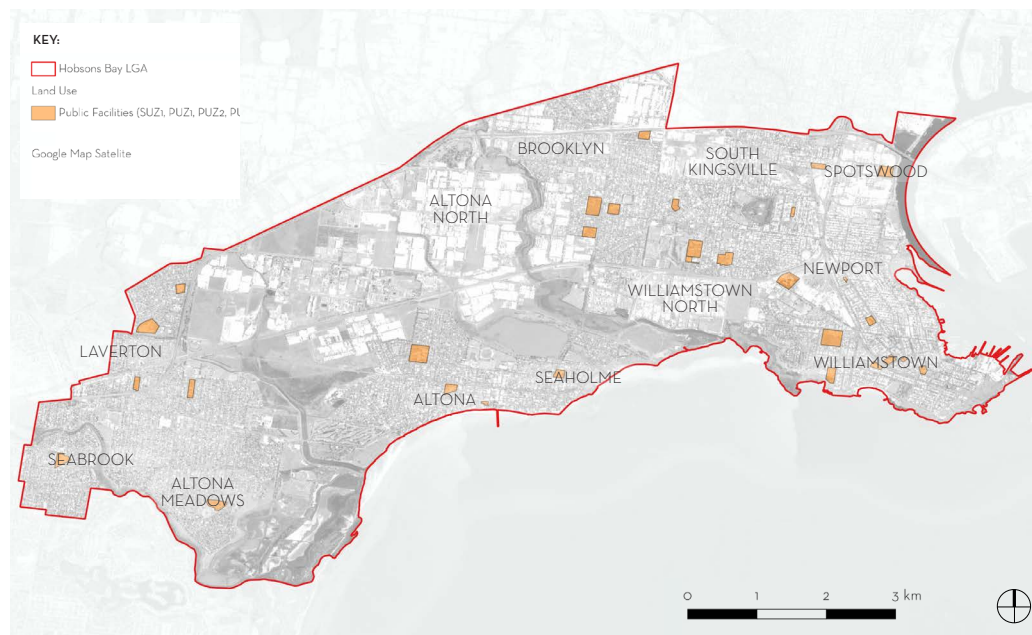 KEY:
Hobsons Bay LGA
Land Use
Public Facilities (SUZ1, PUZ1, PUZ2, PU
Google Map Satelite
BROOKLYN
SOUTH
KINGSVILLE
SPOTSWOOD
ALTONA
NORTH
NEWPORT
WILLIAMSTOWN
NORTH
LAVERTON
WILLIAMSTOWN
SEAHOLME
ALTONA
SEABROOK
ALTONA
MEADOWS
0 1 2 3 km